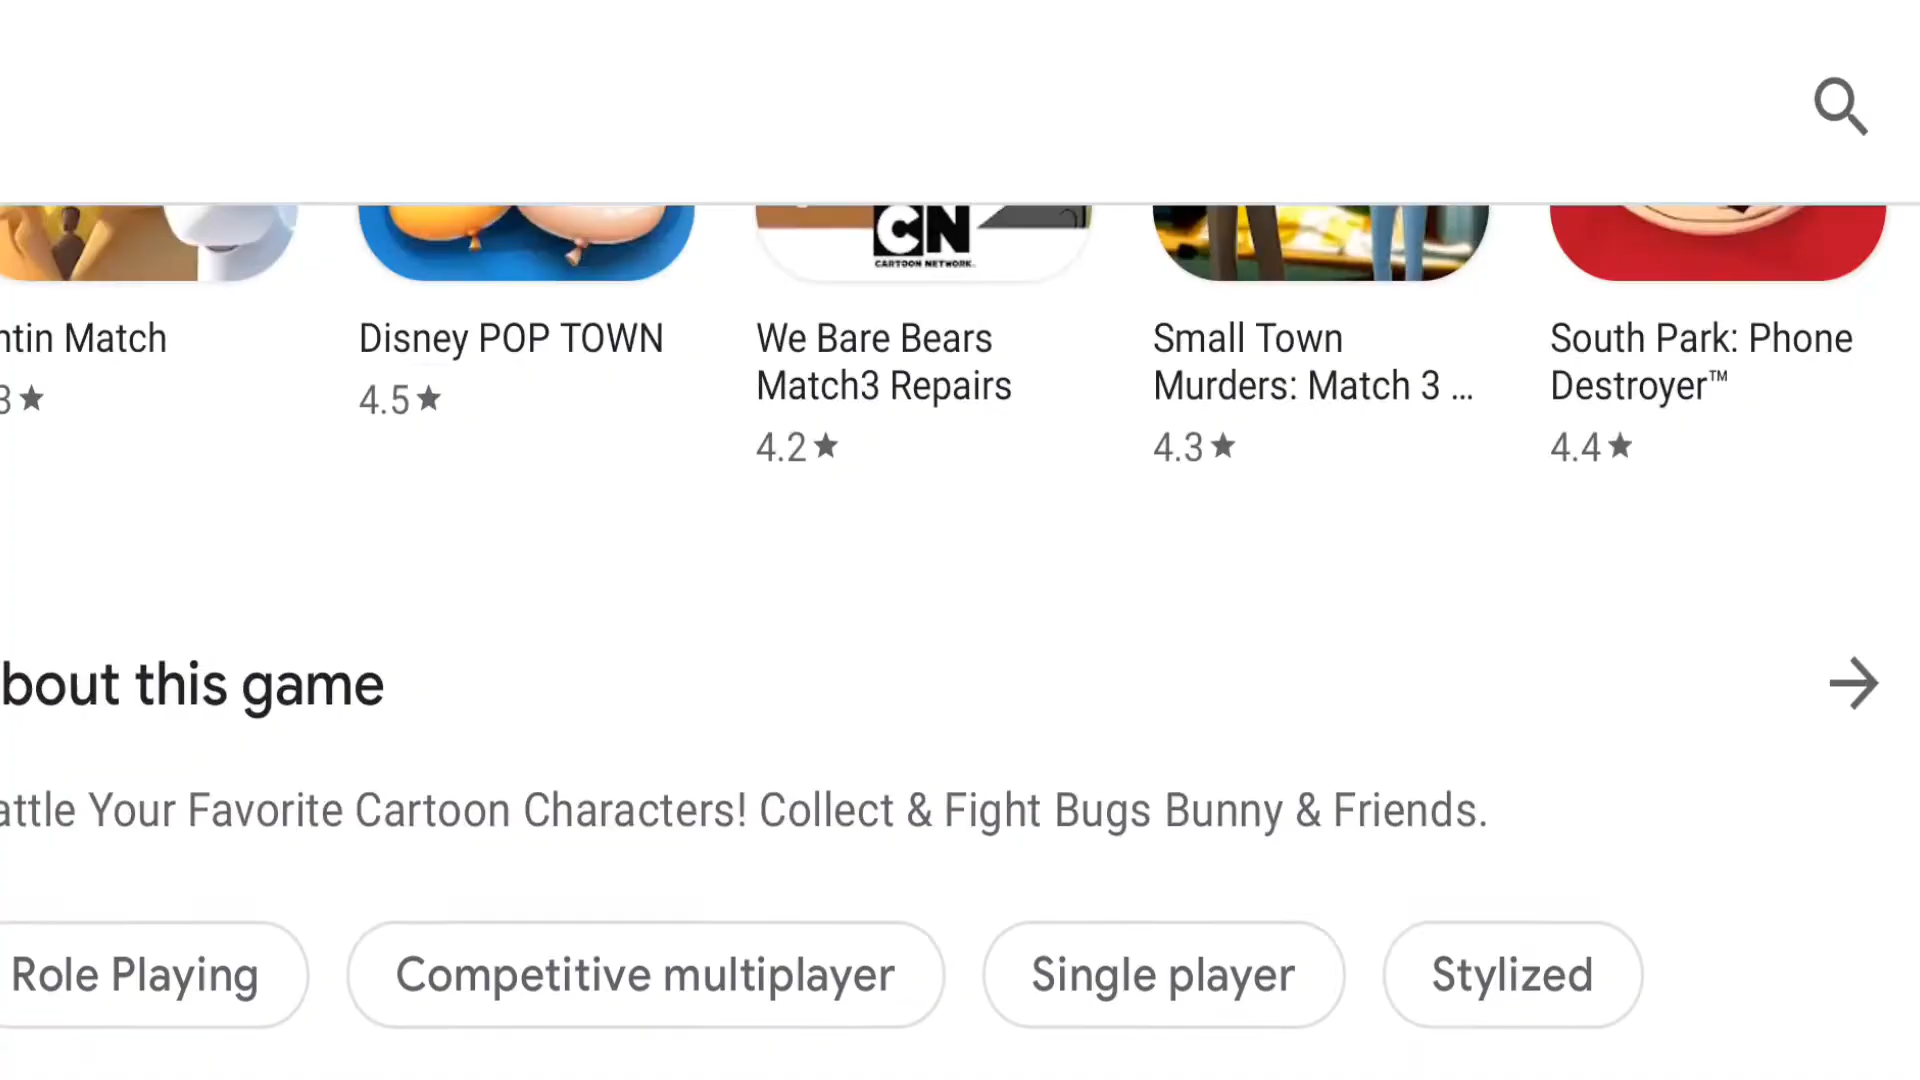 CN
CARTOON NETWORK
ntin Match
Disney POP TOWN
We Bare Bears
Match3 Repairs
Small Town
Murders: Match 3 ...
South Park: Phone
Destroyer™
3★
4.5★
4.2★
4.3★
4.4★
bout this game
attle Your Favorite Cartoon Characters! Collect & Fight Bugs Bunny & Friends.
Role Playing
Competitive multiplayer
Single player
Stylized